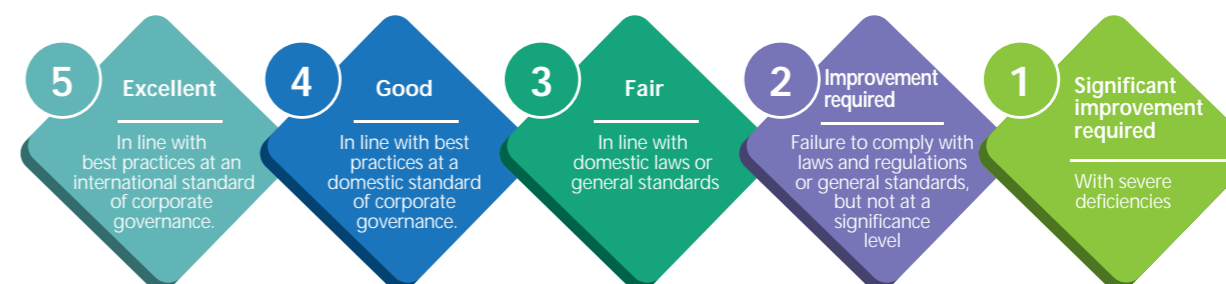 5
Excellent
In line with
best practices at an
international standard
of corporate
governance.
4
Good
In line with best
practices at a
domestic standard
of corporate
governance.
3
Fair
In line with
domestic laws or
general standards
2
Improvement
required
Failure to comply with
laws and regulations
or general standards,
but not at a
significance
level
1
Significant
improvement
required
With severe
deficiencies